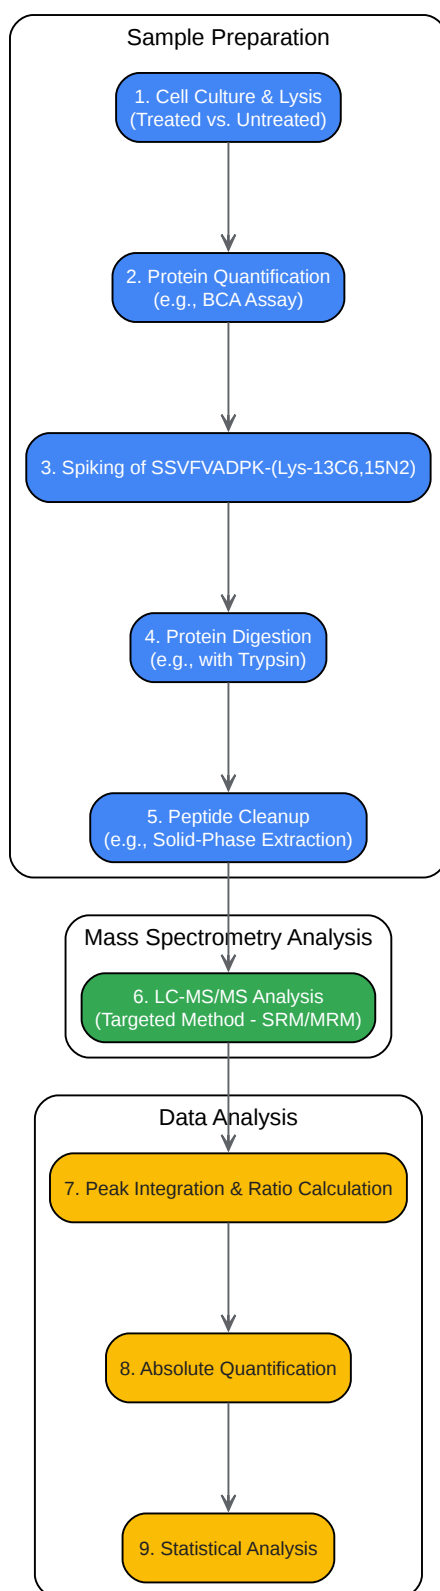 Sample Preparation
1. Cell Culture & Lysis
(Treated vs. Untreated)
2. Protein Quantification
(e.g., BCA Assay)
3. Spiking of SSVFVADPK-(Lys-13C6,15N2)
4. Protein Digestion
(e.g., with Trypsin)
5. Peptide Cleanup
(e.g., Solid-Phase Extraction)
Mass Spectrometry Analysis
6. LC-MS/MS Analysis
(Targeted Method - SRM/MRM)
Data Analysis
7. Peak Integration & Ratio Calculation
8. Absolute Quantification
9. Statistical Analysis